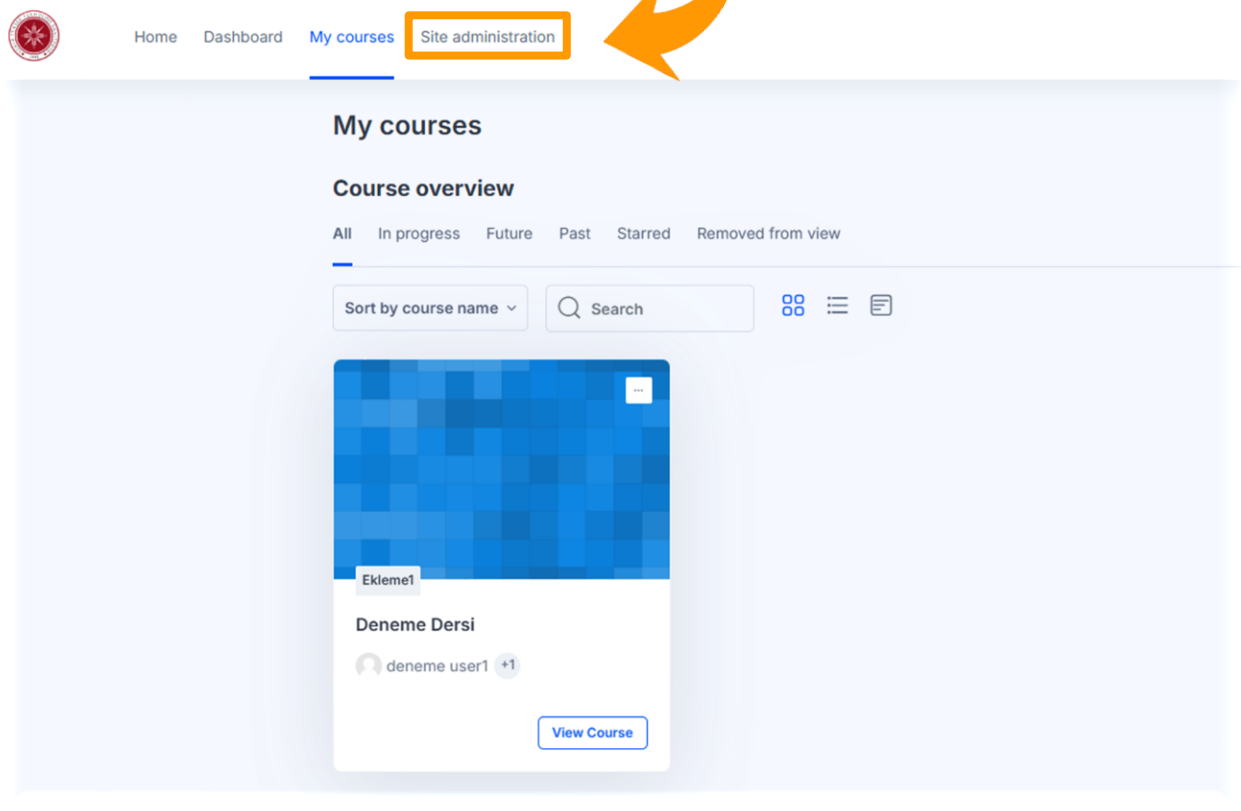 Home Dashboard My courses Site administration
My courses
Course overview
All In progress Future Past Starred Removed from view
Sort by course name Search
Ekleme1
Deneme Dersi
deneme user1 +1
View Course